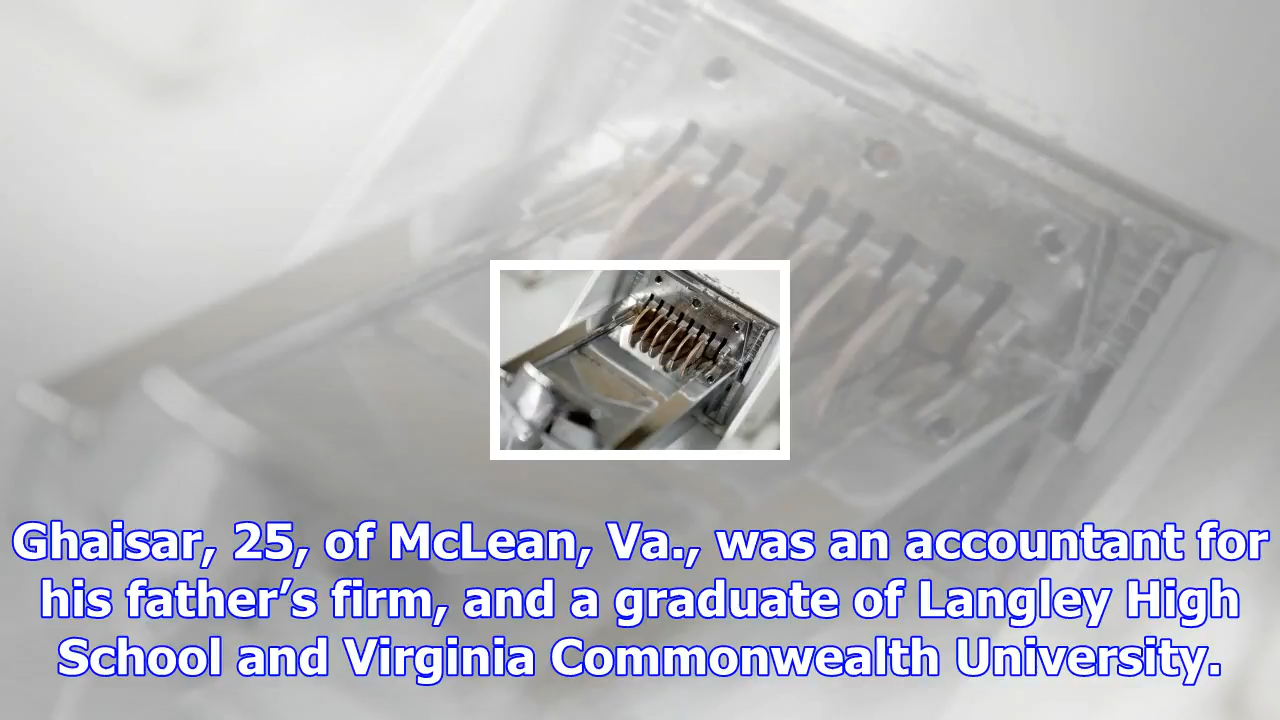 Ghaisar, 25, of McLean, Va., was an accountant for
his father’s firm, and a graduate of Langley High
School and Virginia Commonwealth University.